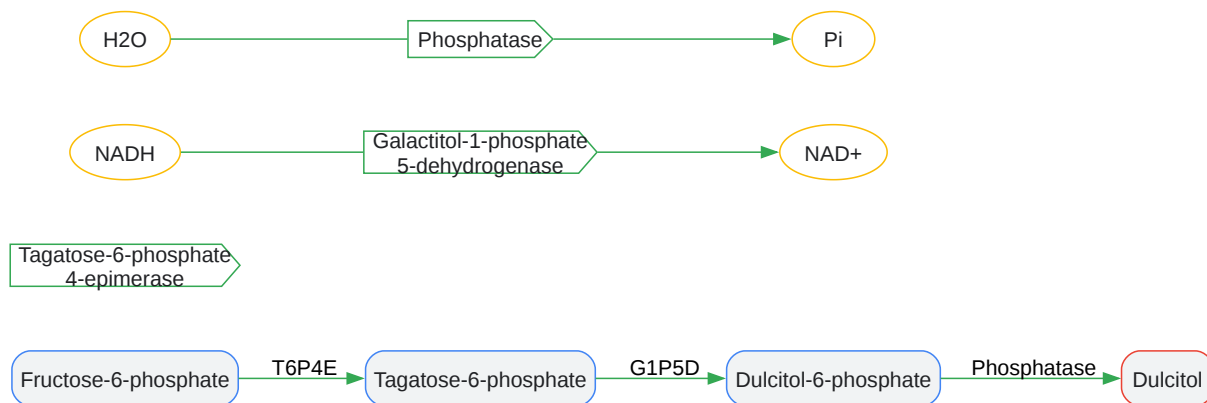 H2O
Phosphatase
Pi
NADH
Galactitol-1-phosphate
5-dehydrogenase
NAD+
Tagatose-6-phosphate
4-epimerase
Fructose-6-phosphate
T6P4E
Tagatose-6-phosphate
G1P5D
Dulcitol-6-phosphate
Phosphatase
Dulcitol